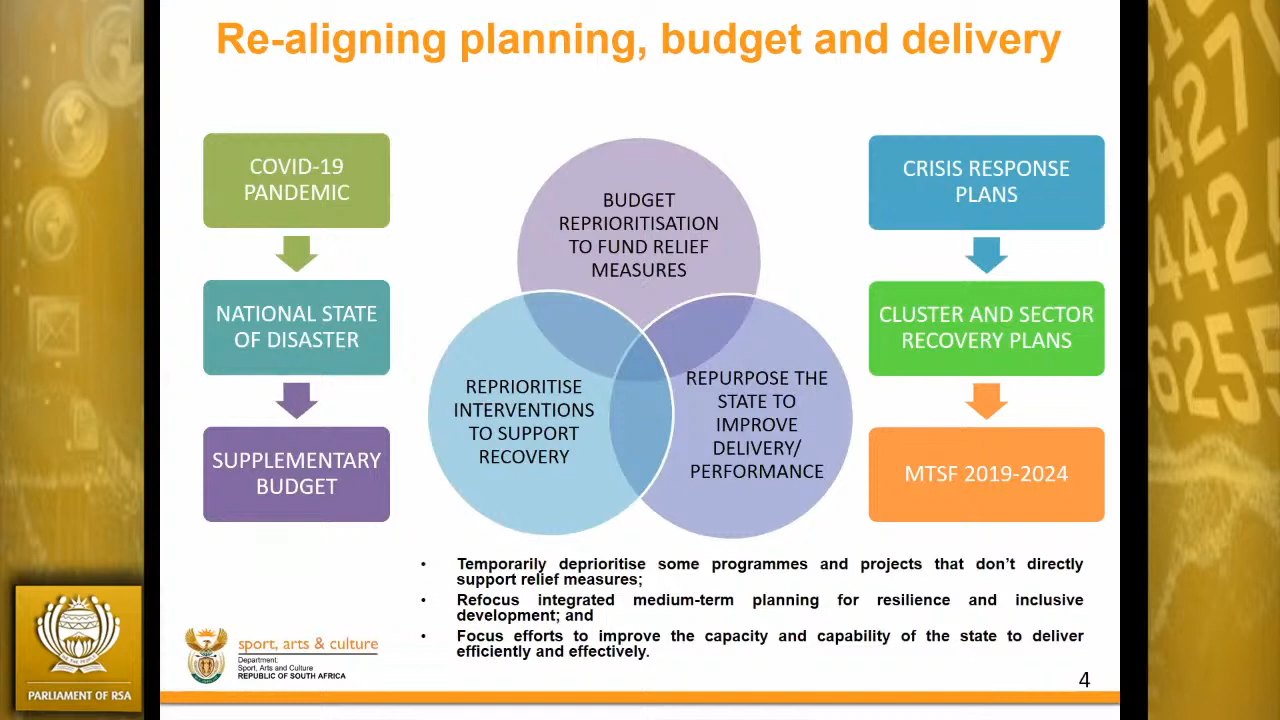 Re-aligning planning, budget and delivery
COVID-19
PANDEMIC
NATIONAL STATE
OF DISASTER
SUPPLEMENTARY
BUDGET
BUDGET
REPRIORITISATION
TO FUND RELIEF
MEASURES
REPRIORITISE
INTERVENTIONS
TO SUPPORT
RECOVERY
REPURPOSE THE
STATE TO
IMPROVE
DELIVERY/
PERFORMANCE
CRISIS RESPONSE
PLANS
CLUSTER AND SECTOR
RECOVERY PLANS
MTSF 2019-2024
• Temporarily deprioritise some programmes and projects that don’t directly
support relief measures;
• Refocus integrated medium-term planning for resilience and inclusive
development; and
• Focus efforts to improve the capacity and capability of the state to deliver
efficiently and effectively.
sport, arts & culture
Department:
Sport, Arts and Culture
REPUBLIC OF SOUTH AFRICA
4
PARLIAMENT OF RSA
427
0442
6255